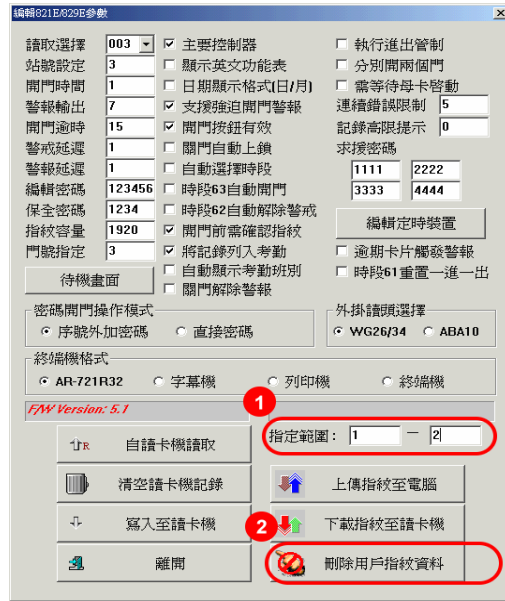 編輯821E/829E參數
讀取選擇 003 主要控制器 執行進出管制
站號設定 3 顯示英文功能表 分別開兩個門
開門時間 1 日期顯示格式(日/月) 需等待母卡啓動
警報輸出 7 支援強迫開門警報 連續錯誤限制 5
開門逾時 15 開門按鈕有效 記錄高限提示 0
警戒延遲 1 關門自動上鎖 求援密碼
警報延遲 1 自動選擇時段 1111 2222
編輯密碼 123456 時段63自動開門 3333 4444
保全密碼 1234 時段62自動解除警戒 編輯定時裝置
指紋容量 1920 開門前需確認指紋
門號指定 3 將記錄列入考勤 逾期卡片觸發警報
待機畫面 自動顯示考勤班別 時段61重置一進一出
關門解除警報
密碼開門操作模式 外掛讀頭選擇
序號外加密碼 直接密碼 WG26/34 ABA10
終端機格式
AR-721R32 字幕機 列印機 終端機
F/W Version: 5.1 1
R 自讀卡機讀取 指定範圍: 1 — 2
清空讀卡機記錄 上傳指紋至電腦
寫入至讀卡機 2 下載指紋至讀卡機
離開 刪除用戶指紋資料